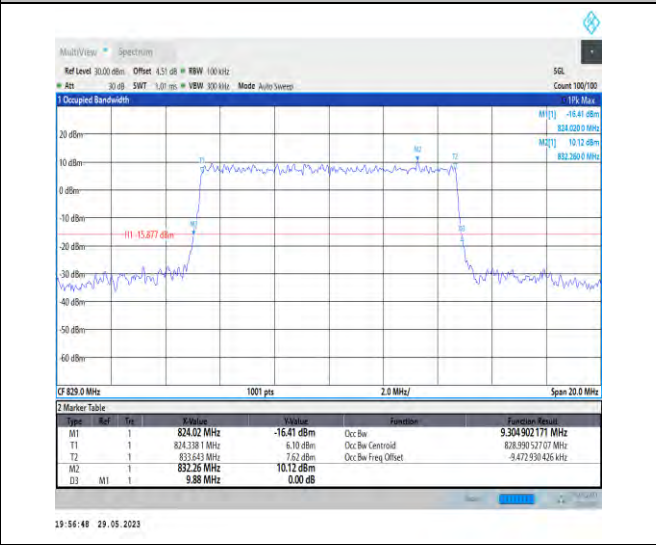 MultiView Spectrum
Ref Level 30.00 dBm Offset 4.51 dB RBW 100 kHz SGL
Att 30 dB SWT 1.01 ms VBW 300 kHz Mode Auto Sweep Count 100/100
1 Occupied Bandwidth 1Pk Max
M1[1] -16.41 dBm
824.020 0 MHz
20 dBm
M2[1] 10.12 dBm
832.260 0 MHz
M2
T1 T2
10 dBm
0 dBm
-10 dBm
H1 -15.877 dBm
-20 dBm
-30 dBm
-40 dBm
-50 dBm
-60 dBm
CF 829.0 MHz 1001 pts 2.0 MHz/ Span 20.0 MHz
2 Marker Table
Type Ref Trc X-Value Y-Value Function Function Result
M1 1 824.02 MHz -16.41 dBm Occ Bw 9.304 902 171 MHz
T1 1 824.338 1 MHz 6.10 dBm Occ Bw Centroid 828.990 527 07 MHz
T2 1 833.643 MHz 7.62 dBm Occ Bw Freq Offset -9.472 930 426 kHz
M2 1 832.26 MHz 10.12 dBm
D3 M1 1 9.88 MHz 0.00 dB
19:56:48 29.05.2023